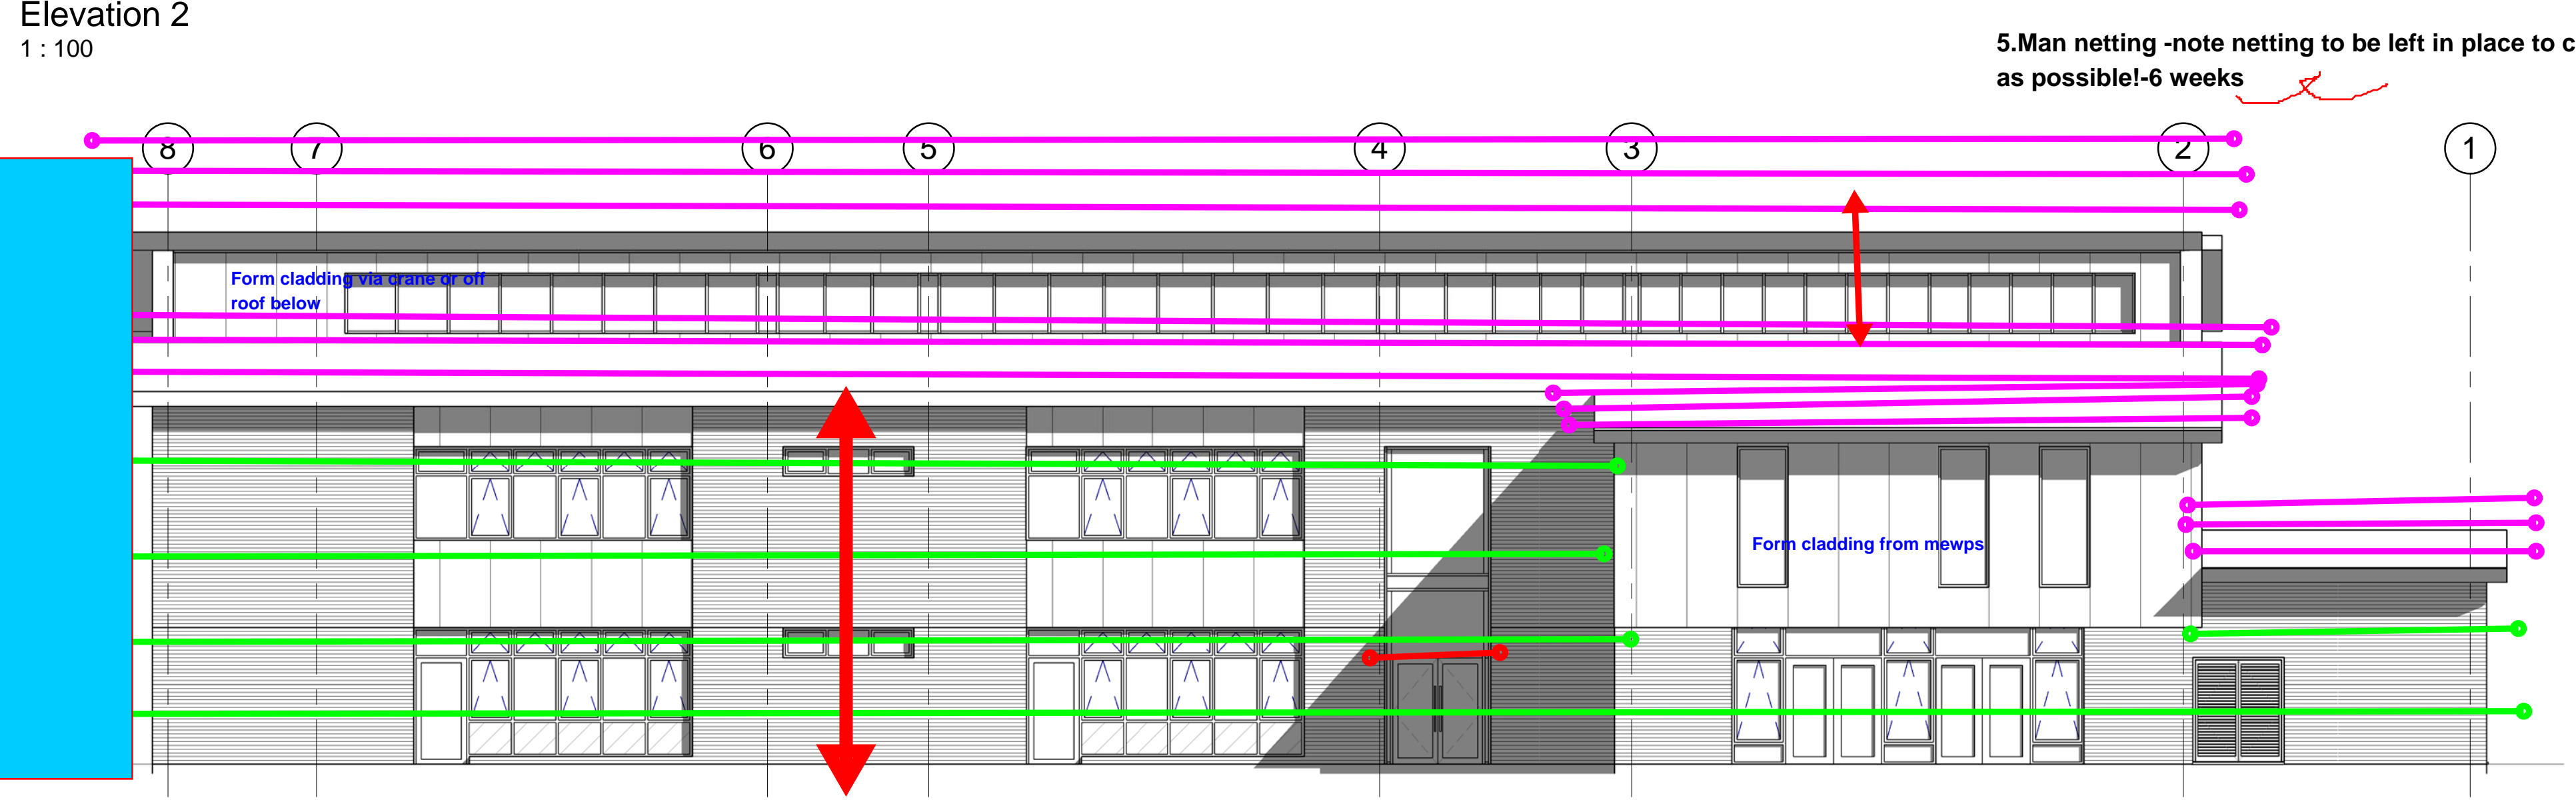 Elevation 2
1 : 100
5.Man netting -note netting to be left in place to c
as possible!-6 weeks
8 7 6 5 4 3 2 1
Form cladding via crane or off
roof below
Form cladding from mewps